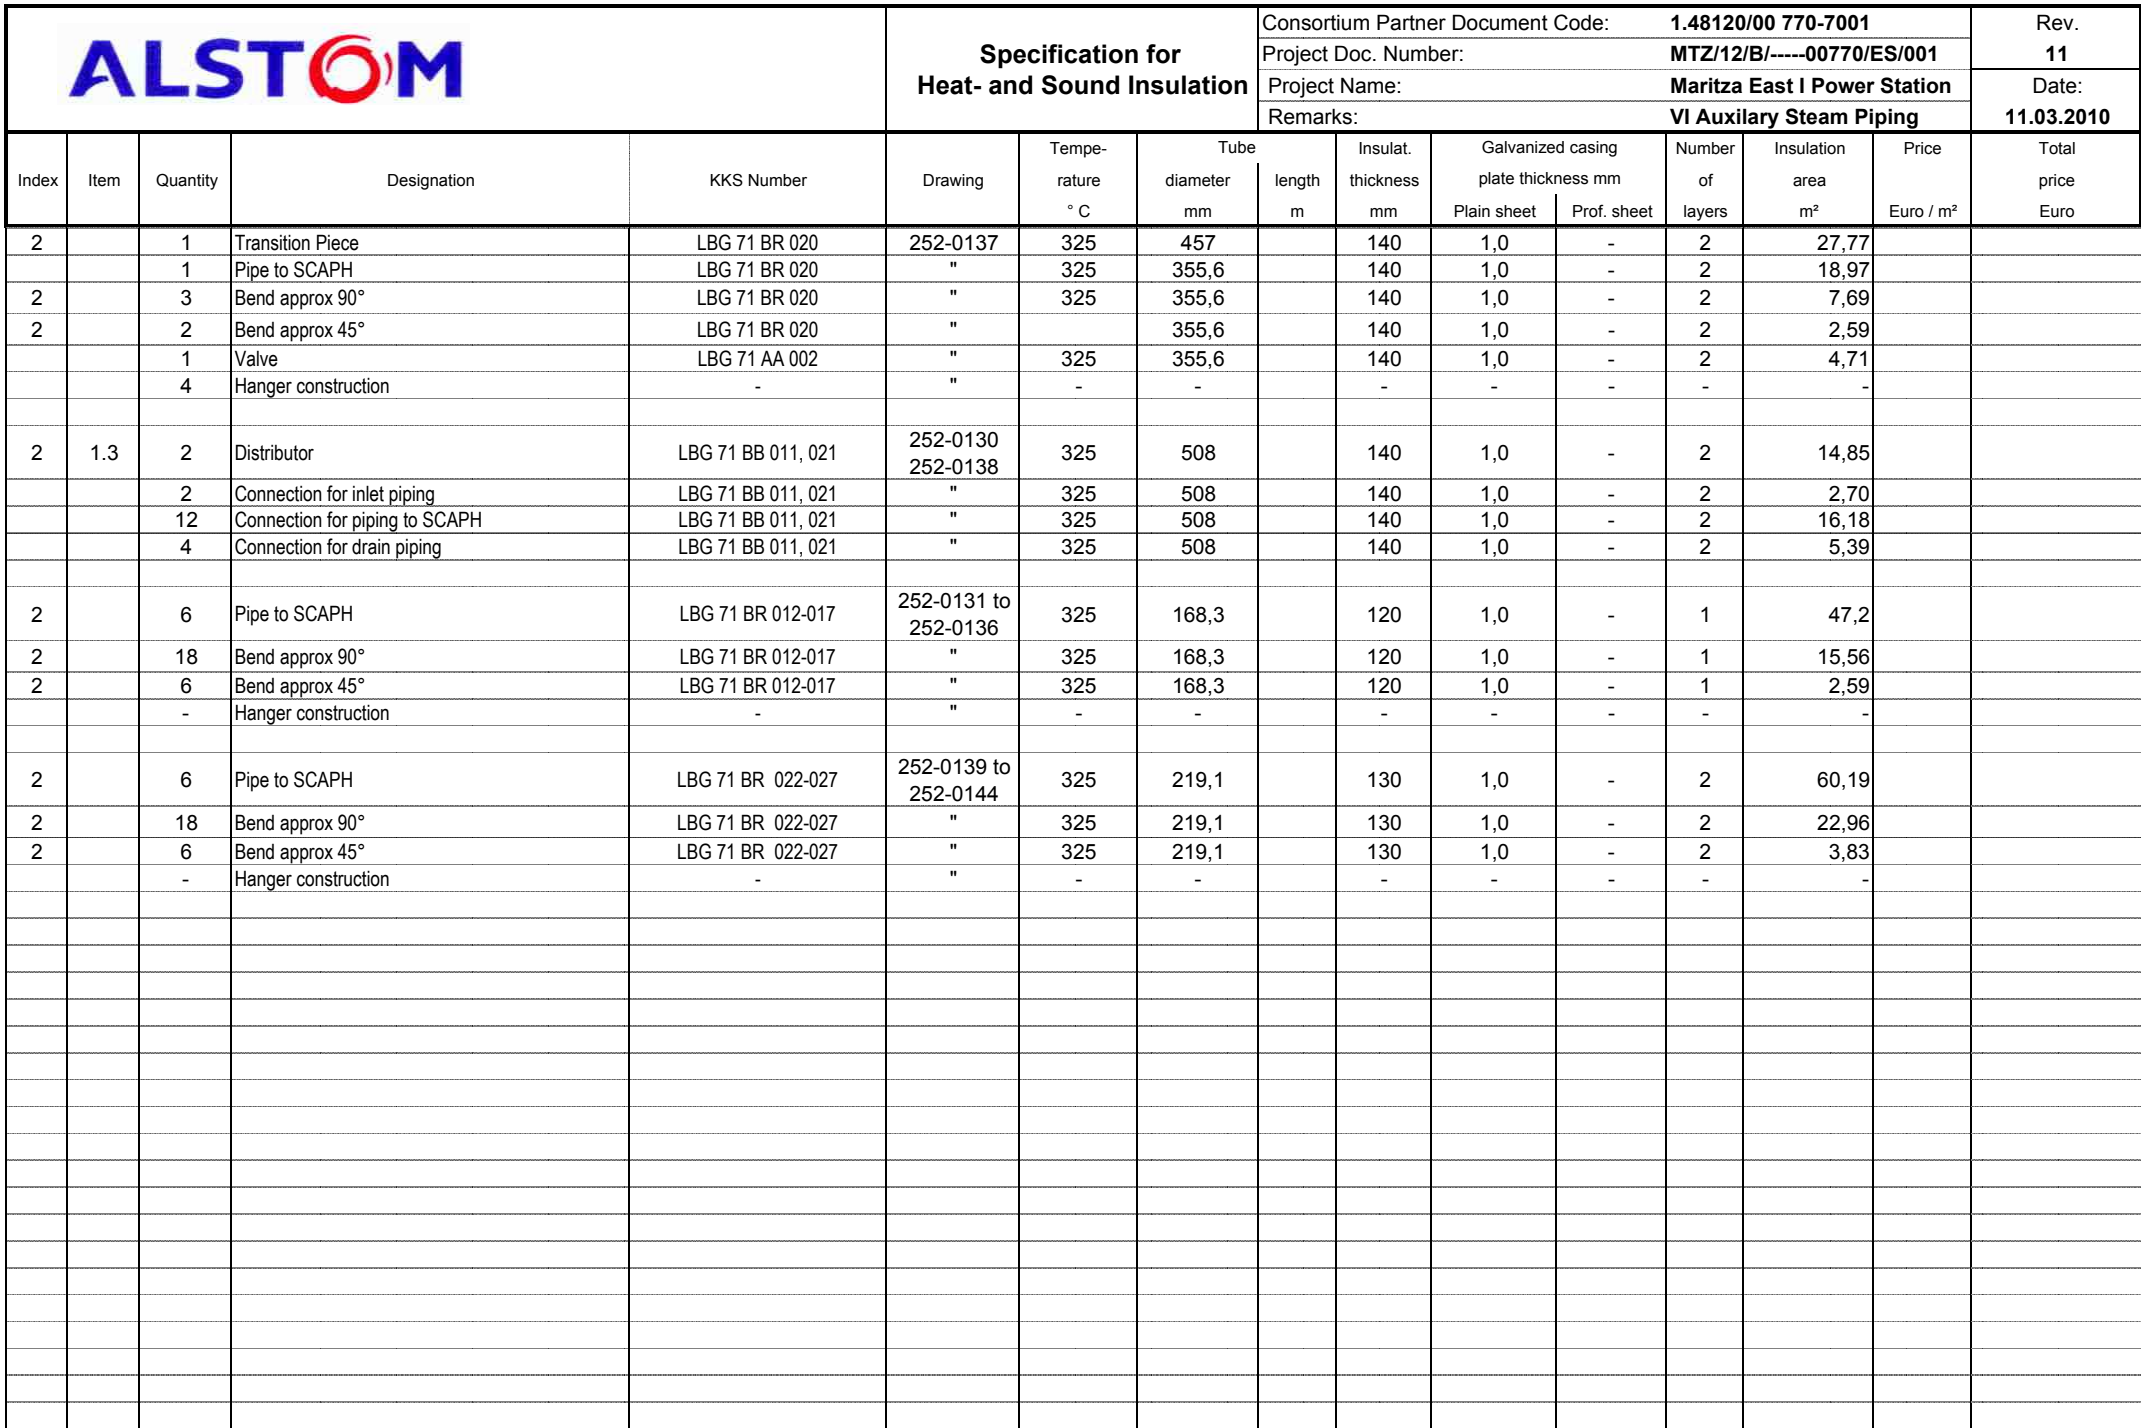 ALSTOM
Specification for
Heat- and Sound Insulation
Consortium Partner Document Code: 1.48120/00 770-7001
Project Doc. Number: MTZ/12/B/-----00770/ES/001
Project Name: Maritza East I Power Station
Remarks: VI Auxilary Steam Piping
Rev.
11
Date:
11.03.2010
Index Item Quantity Designation KKS Number Drawing Tempe-rature ° C Tube diameter mm length m Insulat. thickness mm Galvanized casing plate thickness mm Plain sheet Prof. sheet Number of layers Insulation area m² Price Euro / m² Total price Euro
2 1 Transition Piece LBG 71 BR 020 252-0137 325 457 140 1,0 - 2 27,77
1 Pipe to SCAPH LBG 71 BR 020 " 325 355,6 140 1,0 - 2 18,97
2 3 Bend approx 90° LBG 71 BR 020 " 325 355,6 140 1,0 - 2 7,69
2 2 Bend approx 45° LBG 71 BR 020 " 355,6 140 1,0 - 2 2,59
1 Valve LBG 71 AA 002 " 325 355,6 140 1,0 - 2 4,71
4 Hanger construction - " - - - - - - -
2 1.3 2 Distributor LBG 71 BB 011, 021 252-0130 252-0138 325 508 140 1,0 - 2 14,85
2 Connection for inlet piping LBG 71 BB 011, 021 " 325 508 140 1,0 - 2 2,70
12 Connection for piping to SCAPH LBG 71 BB 011, 021 " 325 508 140 1,0 - 2 16,18
4 Connection for drain piping LBG 71 BB 011, 021 " 325 508 140 1,0 - 2 5,39
2 6 Pipe to SCAPH LBG 71 BR 012-017 252-0131 to 252-0136 325 168,3 120 1,0 - 1 47,2
2 18 Bend approx 90° LBG 71 BR 012-017 " 325 168,3 120 1,0 - 1 15,56
2 6 Bend approx 45° LBG 71 BR 012-017 " 325 168,3 120 1,0 - 1 2,59
- Hanger construction - " - - - - - - -
2 6 Pipe to SCAPH LBG 71 BR 022-027 252-0139 to 252-0144 325 219,1 130 1,0 - 2 60,19
2 18 Bend approx 90° LBG 71 BR 022-027 " 325 219,1 130 1,0 - 2 22,96
2 6 Bend approx 45° LBG 71 BR 022-027 " 325 219,1 130 1,0 - 2 3,83
- Hanger construction - " - - - - - - -